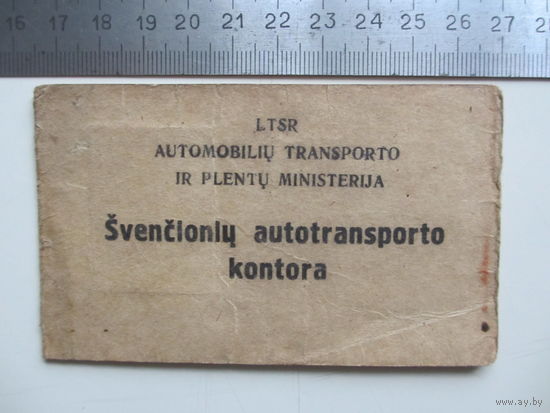 16 17 18 19 20 21 22 23 24 25 26 27 28
LTSR
AUTOMOBILIŲ TRANSPORTO
IR PLENTŲ MINISTERIJA
Švenčionių autotransporto
kontora
www.ay.by